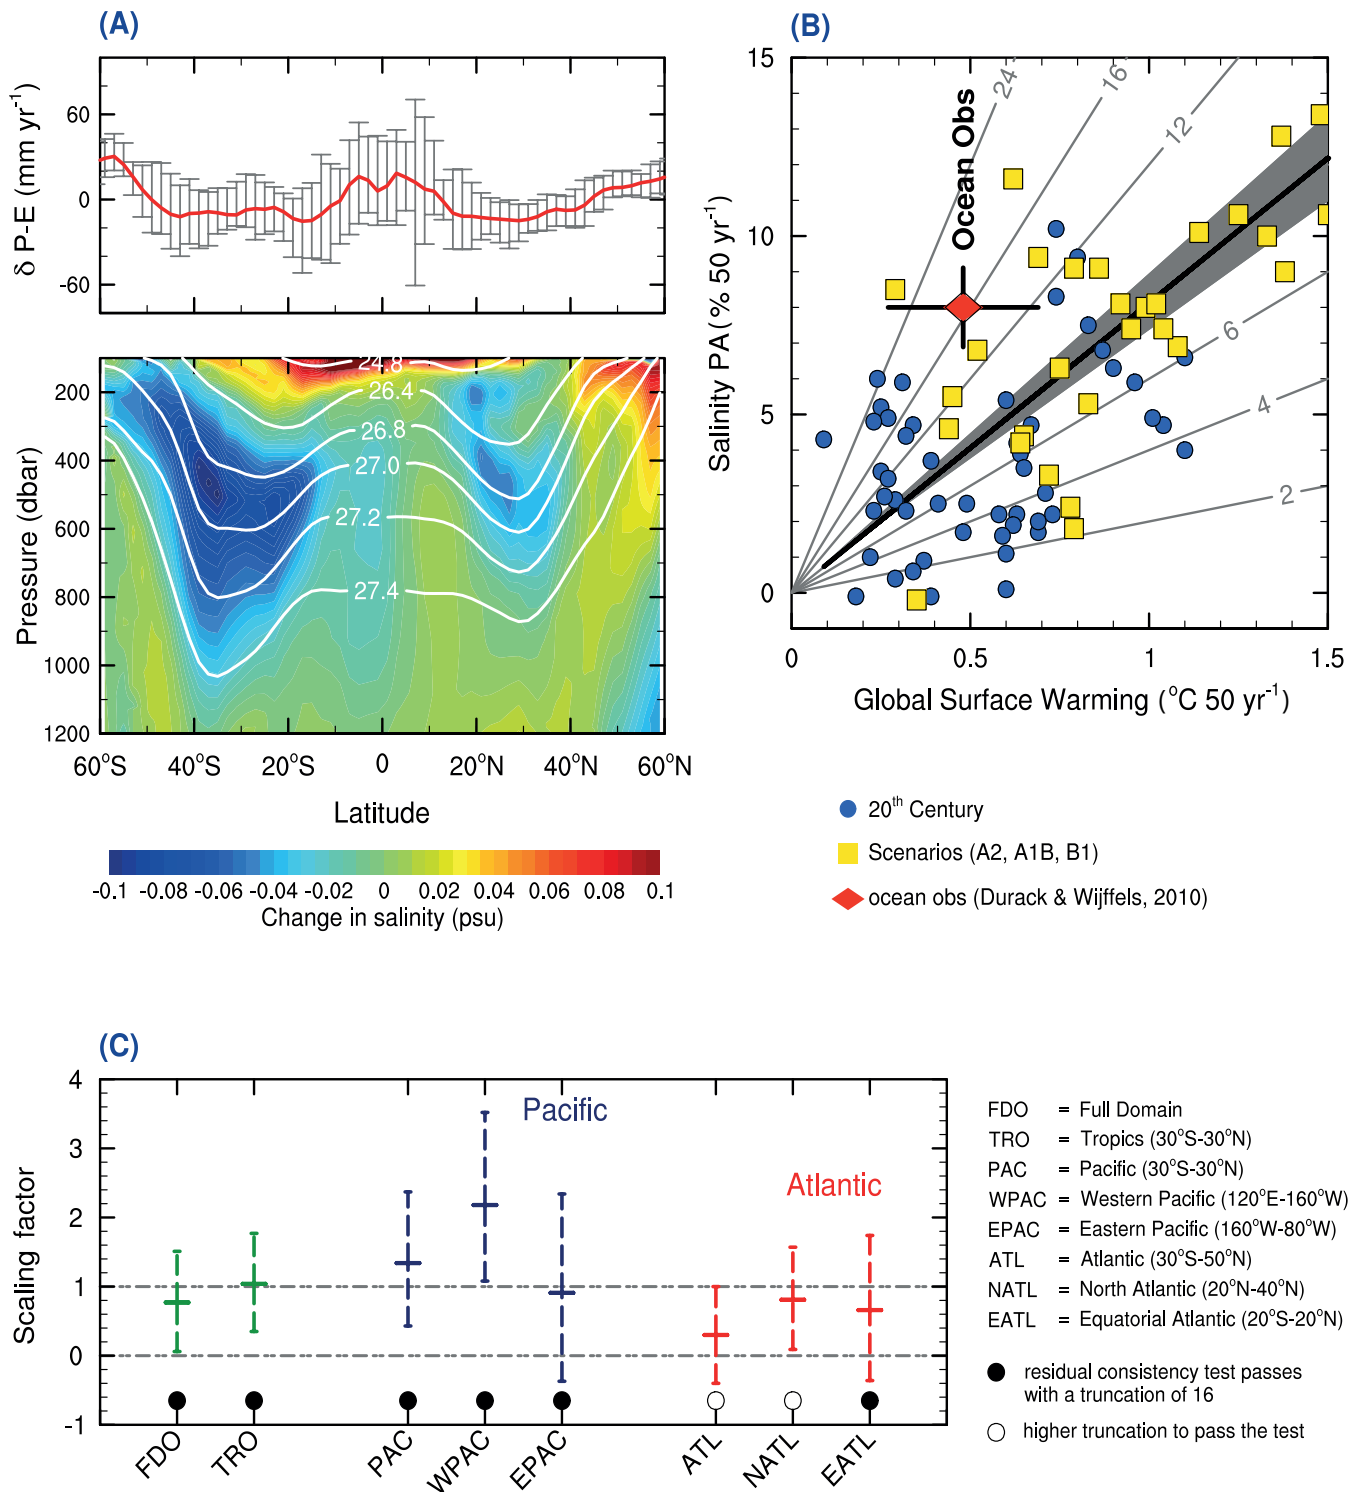 (A)
δ P-E (mm yr⁻¹)
60
0
-60
24.8
26.4
26.8
27.0
27.2
27.4
Pressure (dbar)
200
400
600
800
1000
1200
60°S 40°S 20°S 0 20°N 40°N 60°N
Latitude
-0.1 -0.06 -0.02 0 0.02 0.04 0.06 0.08 0.1
-0.08 -0.04
Change in salinity (psu)
(B)
Salinity PA (% 50 yr⁻¹)
15
10
5
0
24
16
12
6
4
2
Ocean Obs
0 0.5 1 1.5
Global Surface Warming (°C 50 yr⁻¹)
20th Century
Scenarios (A2, A1B, B1)
ocean obs (Durack & Wijffels, 2010)
(C)
Scaling factor
4
3
2
1
0
-1
Pacific
Atlantic
FDO TRO PAC WPAC EPAC ATL NATL EATL
FDO = Full Domain
TRO = Tropics (30°S-30°N)
PAC = Pacific (30°S-30°N)
WPAC = Western Pacific (120°E-160°W)
EPAC = Eastern Pacific (160°W-80°W)
ATL = Atlantic (30°S-50°N)
NATL = North Atlantic (20°N-40°N)
EATL = Equatorial Atlantic (20°S-20°N)
residual consistency test passes
with a truncation of 16
higher truncation to pass the test